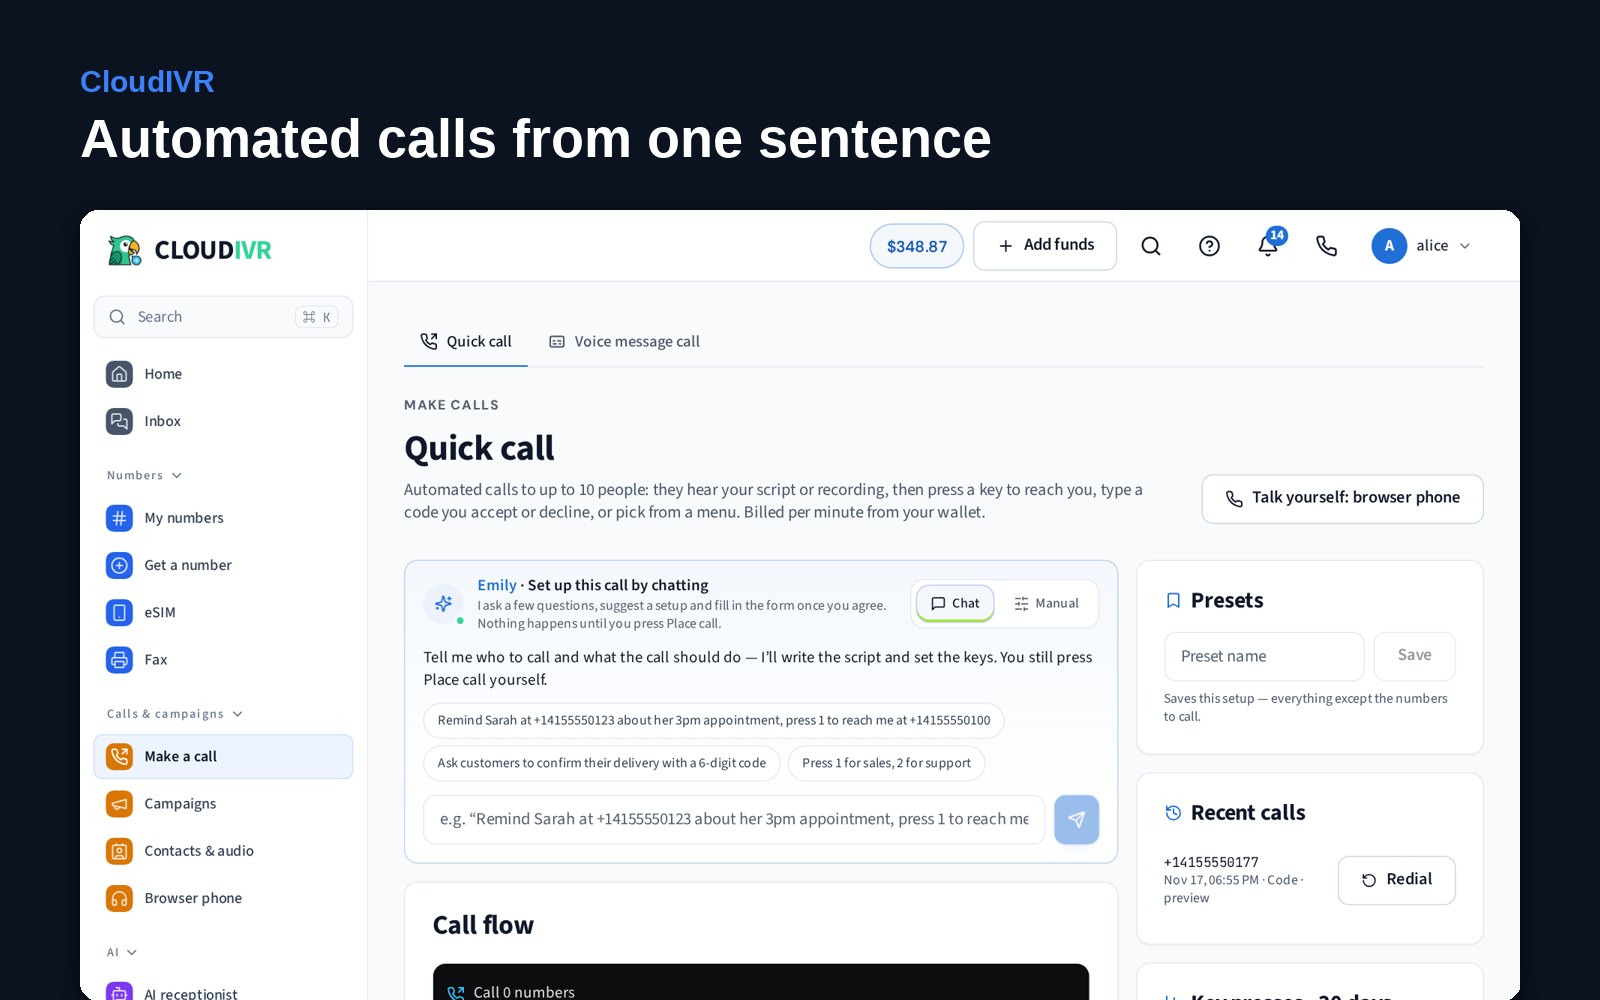 CloudIVR
Automated calls from one sentence
CLOUDIVR
$348.87
Add funds
14
A
alice
Search
⌘ K
Home
Inbox
Numbers
My numbers
Get a number
eSIM
Fax
Calls & campaigns
Make a call
Campaigns
Contacts & audio
Browser phone
AI
AI receptionist
Quick call
Voice message call
MAKE CALLS
Quick call
Automated calls to up to 10 people: they hear your script or recording, then press a key to reach you, type a
code you accept or decline, or pick from a menu. Billed per minute from your wallet.
Talk yourself: browser phone
Emily · Set up this call by chatting
I ask a few questions, suggest a setup and fill in the form once you agree.
Nothing happens until you press Place call.
Chat
Manual
Tell me who to call and what the call should do — I’ll write the script and set the keys. You still press
Place call yourself.
Remind Sarah at +14155550123 about her 3pm appointment, press 1 to reach me at +14155550100
Ask customers to confirm their delivery with a 6-digit code
Press 1 for sales, 2 for support
e.g. “Remind Sarah at +14155550123 about her 3pm appointment, press 1 to reach me
Call flow
Call 0 numbers
Presets
Preset name
Save
Saves this setup — everything except the numbers
to call.
Recent calls
+14155550177
Nov 17, 06:55 PM · Code ·
preview
Redial